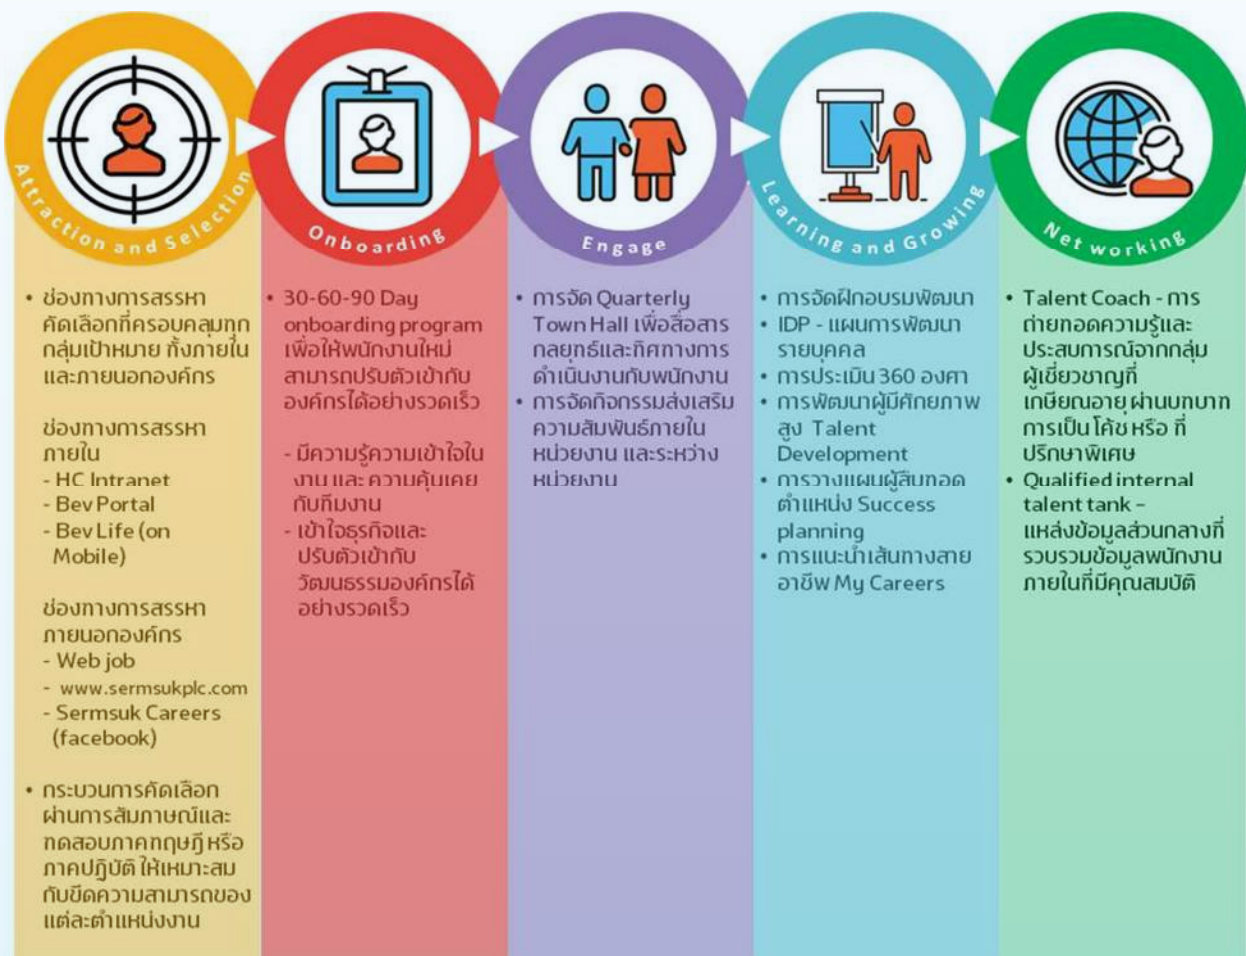 Attraction and Selection
• ช่องทางการสรรหา
คัดเลือกที่ครอบคลุมทุก
กลุ่มเป้าหมาย ทั้งภายใน
และภายนอกองค์กร
ช่องทางการสรรหา
ภายใน
- HC Intranet
- Bev Portal
- Bev Life (on
Mobile)
ช่องทางการสรรหา
ภายนอกองค์กร
- Web job
- www.sermsukplc.com
- Sermsuk Careers
(facebook)
• กระบวนการคัดเลือก
ผ่านการสัมภาษณ์และ
ทดสอบภาคทฤษฎี หรือ
ภาคปฏิบัติ ให้เหมาะสม
กับขีดความสามารถของ
แต่ละตำแหน่งงาน
Onboarding
• 30-60-90 Day
onboarding program
เพื่อให้พนักงานใหม่
สามารถปรับตัวเข้ากับ
องค์กรได้อย่างรวดเร็ว
- มีความรู้ความเข้าใจใน
งาน และ ความคุ้นเคย
กับทีมงาน
- เข้าใจธุรกิจและ
ปรับตัวเข้ากับ
วัฒนธรรมองค์กรได้
อย่างรวดเร็ว
Engage
• การจัด Quarterly
Town Hall เพื่อสื่อสาร
กลยุทธ์และทิศทางการ
ดำเนินงานกับพนักงาน
• การจัดกิจกรรมส่งเสริม
ความสัมพันธ์ภายใน
หน่วยงาน และระหว่าง
หน่วยงาน
Learning and Growing
• การจัดฝึกอบรมพัฒนา
• IDP - แผนการพัฒนา
รายบุคคล
• การประเมิน 360 องศา
• การพัฒนาผู้มีศักยภาพ
สูง Talent
Development
• การวางแผนผู้สืบทอด
ตำแหน่ง Success
planning
• การแนะนำเส้นทางสาย
อาชีพ My Careers
Net working
• Talent Coach - การ
ถ่ายทอดความรู้และ
ประสบการณ์จากกลุ่ม
ผู้เชี่ยวชาญที่
เกษียณอายุ ผ่านบทบาท
การเป็น โค้ช หรือ ที่
ปรึกษาพิเศษ
• Qualified internal
talent tank –
แหล่งข้อมูลส่วนกลางที่
รวบรวมข้อมูลพนักงาน
ภายในที่มีคุณสมบัติ